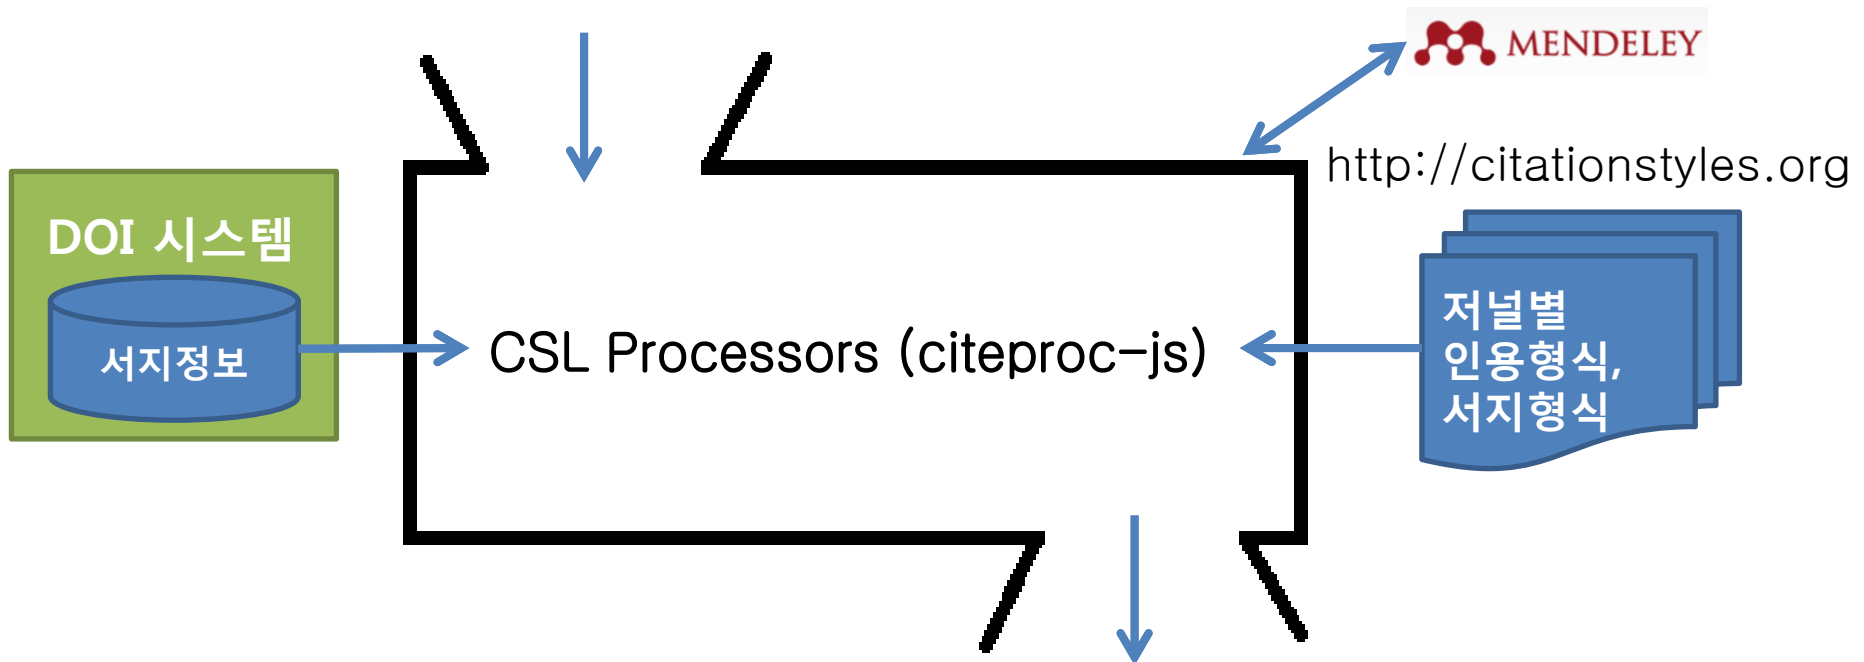 MENDELEY
http://citationstyles.org
DOI 시스템
서지정보
CSL Processors (citeproc-js)
저널별
인용형식,
서지형식